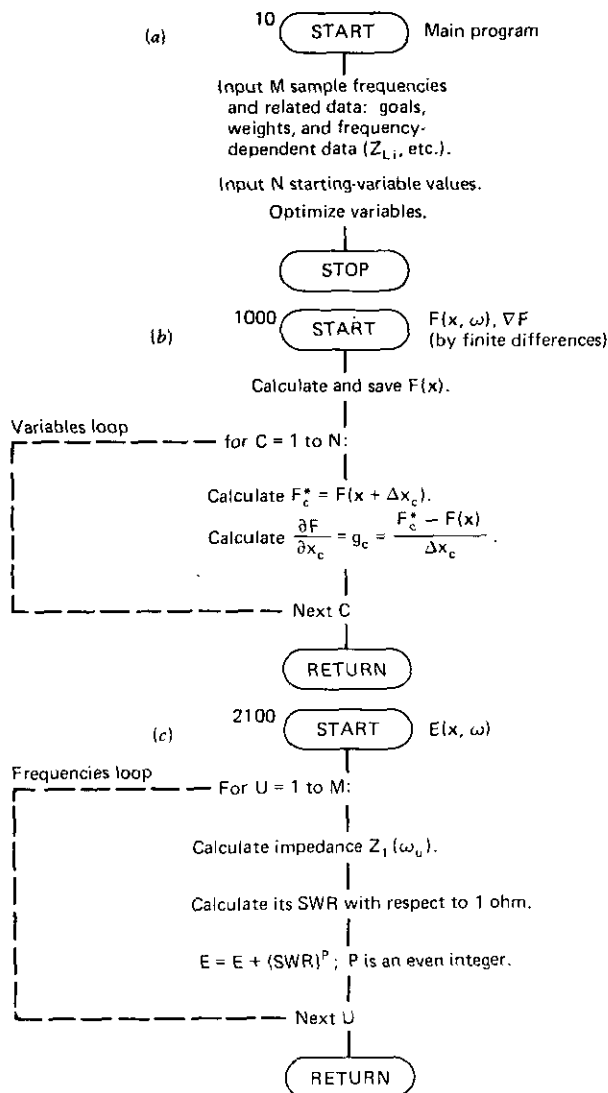 10
(a)
START
Main program
Input M sample frequencies
and related data: goals,
weights, and frequency-
dependent data (Z_Li, etc.).
Input N starting-variable values.
Optimize variables.
STOP
1000
(b)
START
F(x, ω), ∇F
(by finite differences)
Calculate and save F(x).
Variables loop
for C = 1 to N:
Calculate F*_c = F(x + Δx_c).
Calculate ∂F/∂x_c = g_c = (F*_c − F(x))/Δx_c .
Next C
RETURN
2100
(c)
START
E(x, ω)
Frequencies loop
For U = 1 to M:
Calculate impedance Z_1(ω_u).
Calculate its SWR with respect to 1 ohm.
E = E + (SWR)^P; P is an even integer.
Next U
RETURN